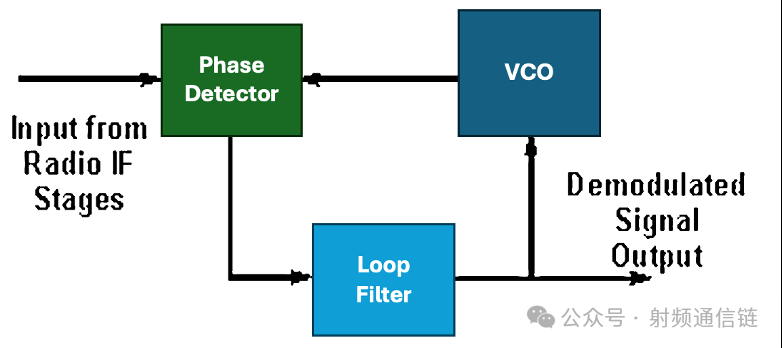 Phase
Detector
VCO
Input from
Radio IF
Stages
Demodulated
Signal
Output
Loop
Filter
公众号 · 射频通信链